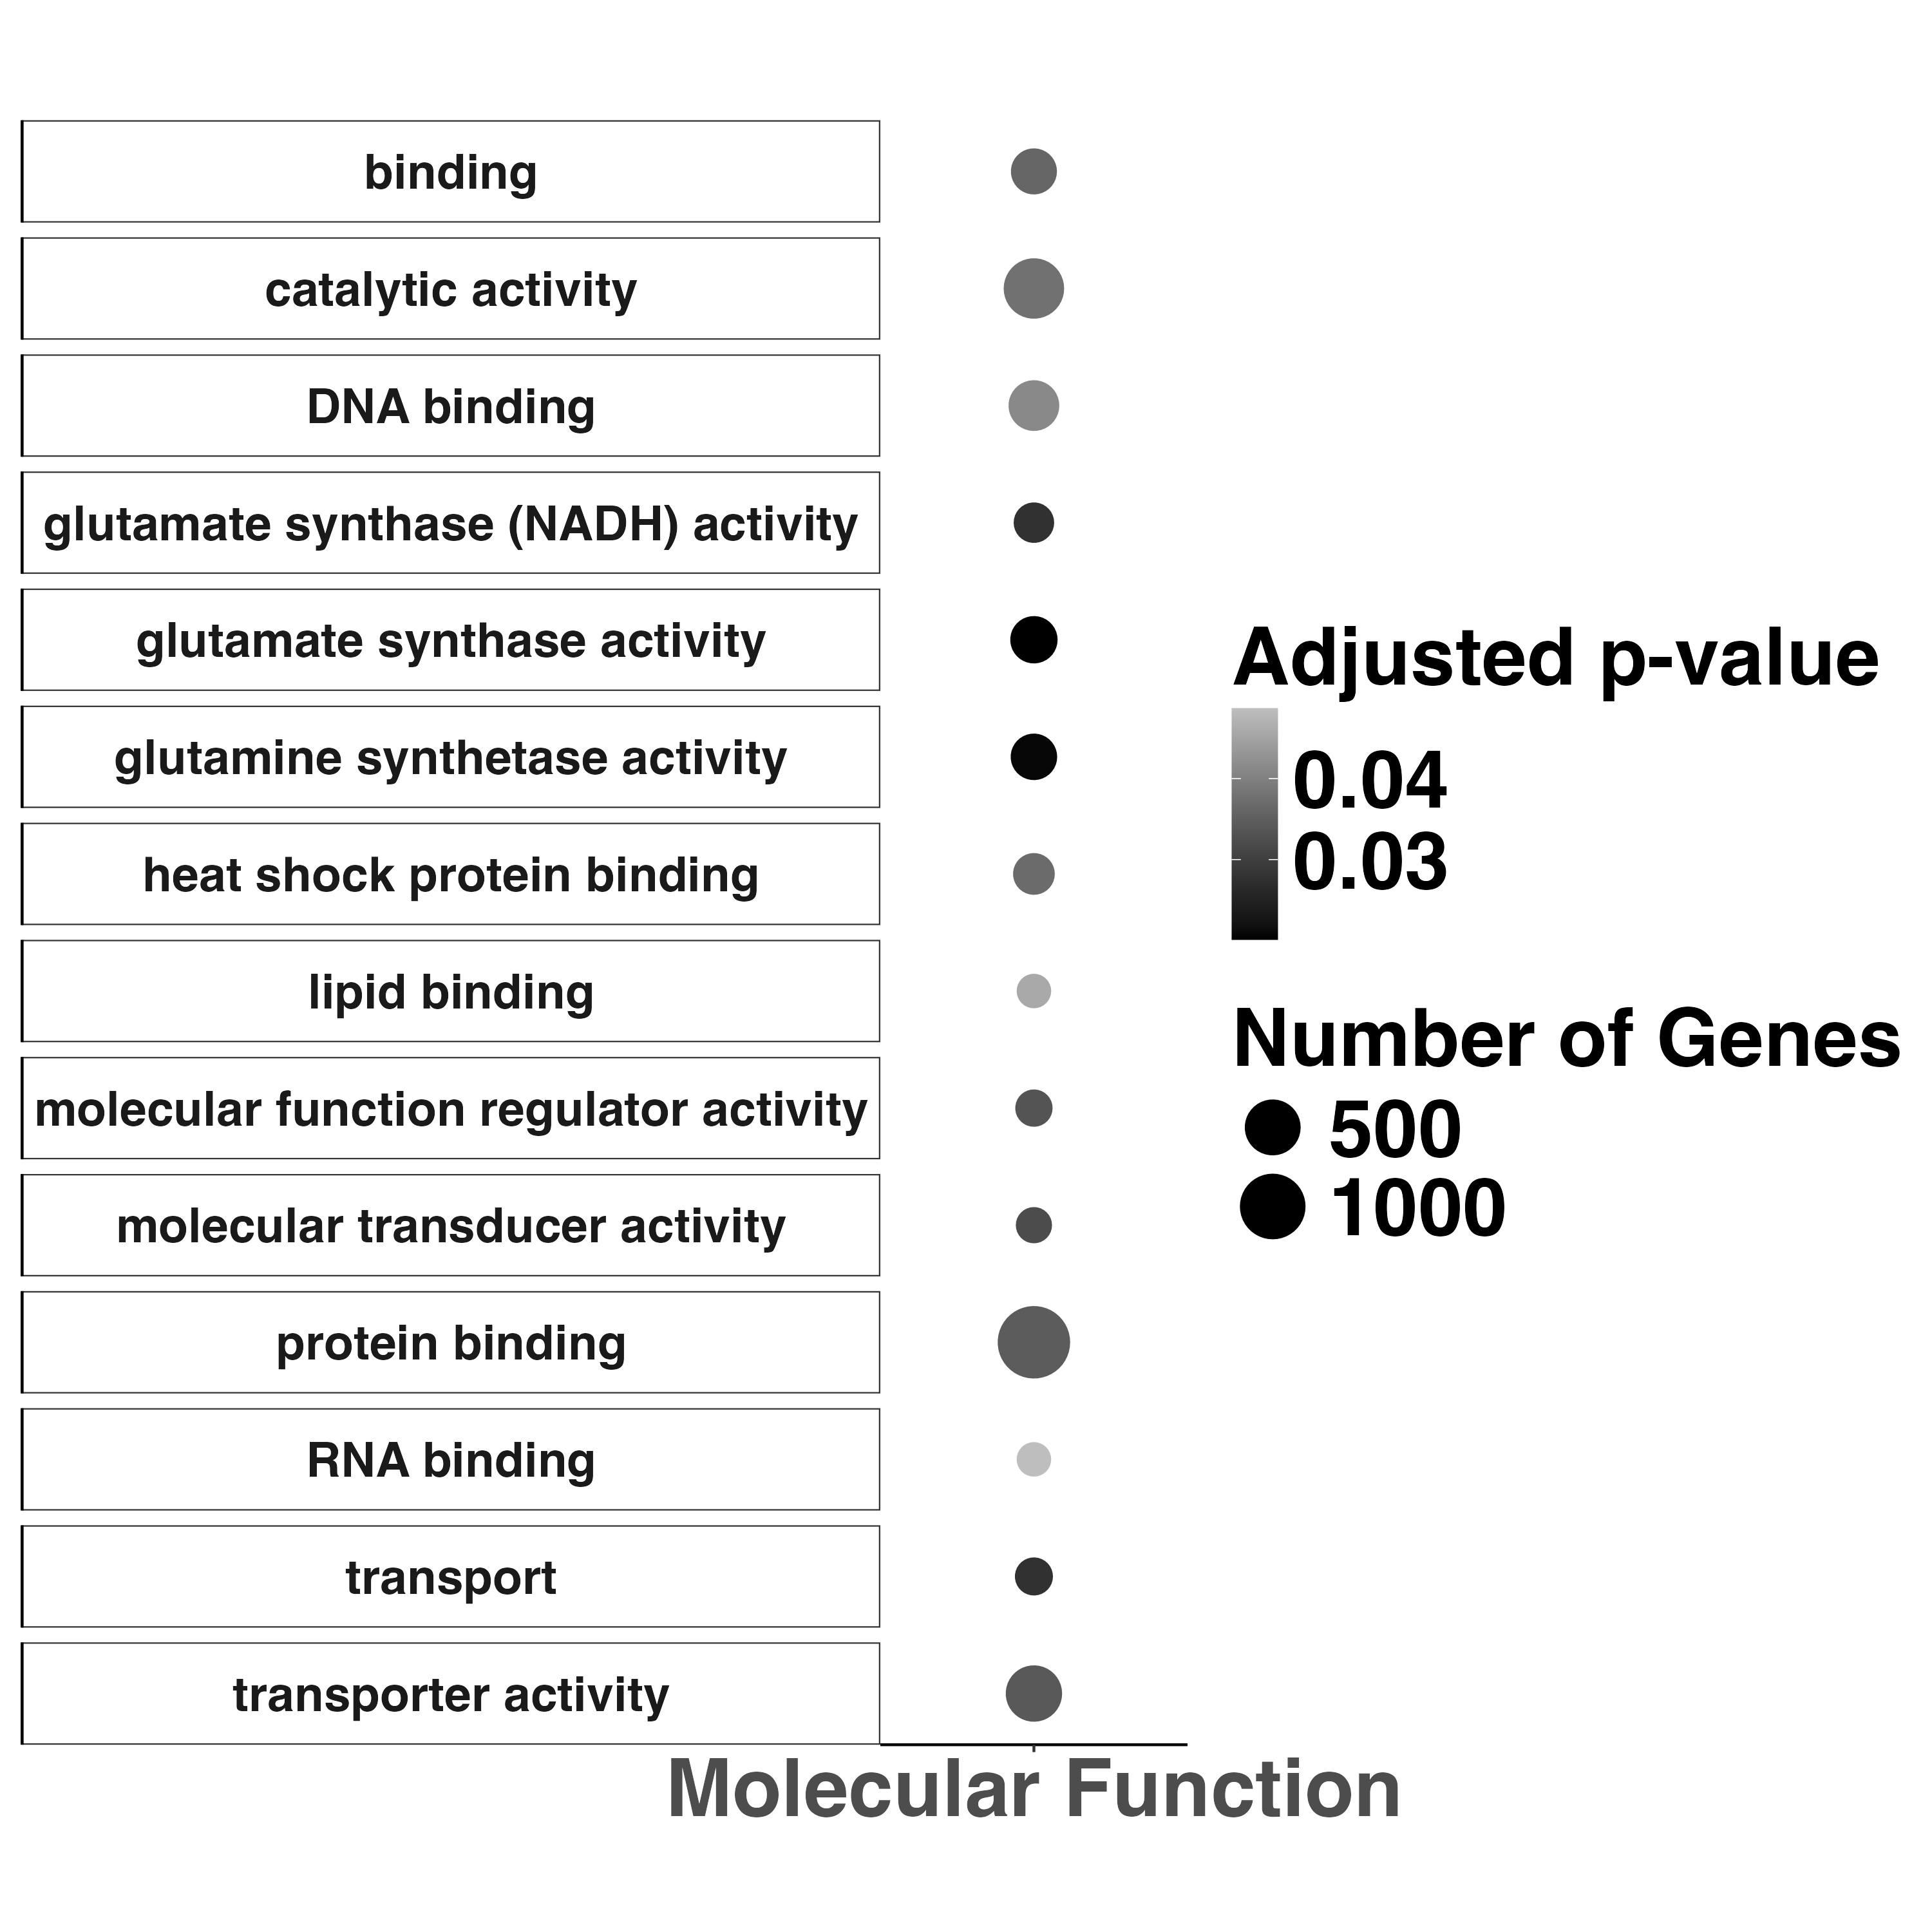 binding
catalytic activity
DNA binding
glutamate synthase (NADH) activity
glutamate synthase activity
glutamine synthetase activity
heat shock protein binding
lipid binding
molecular function regulator activity
molecular transducer activity
protein binding
RNA binding
transport
transporter activity
Molecular Function
Adjusted p-value
0.04
0.03
Number of Genes
500
1000